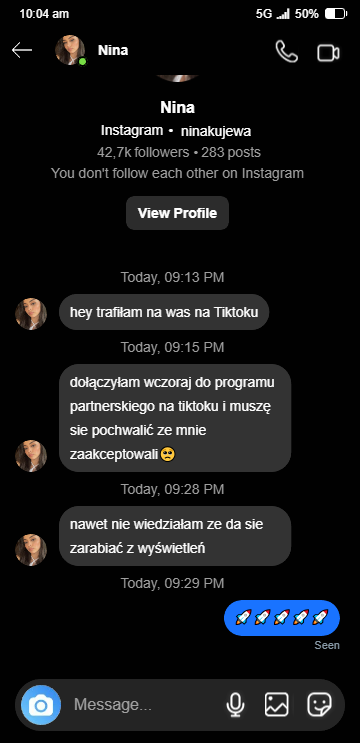 10:04 am 5G 50%
Nina
Nina
Instagram • ninakujewa
42,7k followers • 283 posts
You don't follow each other on Instagram
View Profile
Today, 09:13 PM
hey trafiłam na was na Tiktoku
Today, 09:15 PM
dołączyłam wczoraj do programu
partnerskiego na tiktoku i muszę
sie pochwalić ze mnie
zaakceptowali🥺
Today, 09:28 PM
nawet nie wiedziałam ze da sie
zarabiać z wyświetleń
Today, 09:29 PM
🚀🚀🚀🚀🚀
Seen
Message...